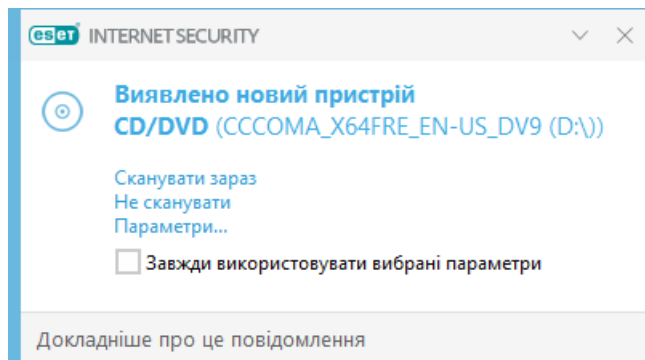 eset INTERNET SECURITY
Виявлено новий пристрій
CD/DVD (CCCOMA_X64FRE_EN-US_DV9 (D:\))
Сканувати зараз
Не сканувати
Параметри...
Завжди використовувати вибрані параметри
Докладніше про це повідомлення